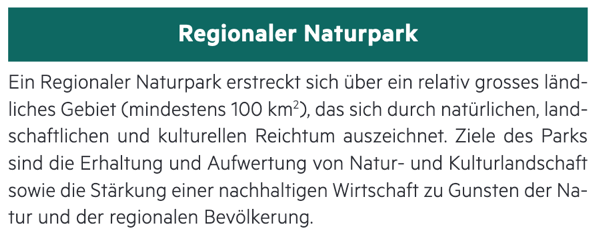 Regionaler Naturpark
Ein Regionaler Naturpark erstreckt sich über ein relativ grosses länd-
liches Gebiet (mindestens 100 km²), das sich durch natürlichen, land-
schaftlichen und kulturellen Reichtum auszeichnet. Ziele des Parks
sind die Erhaltung und Aufwertung von Natur- und Kulturlandschaft
sowie die Stärkung einer nachhaltigen Wirtschaft zu Gunsten der Na-
tur und der regionalen Bevölkerung.